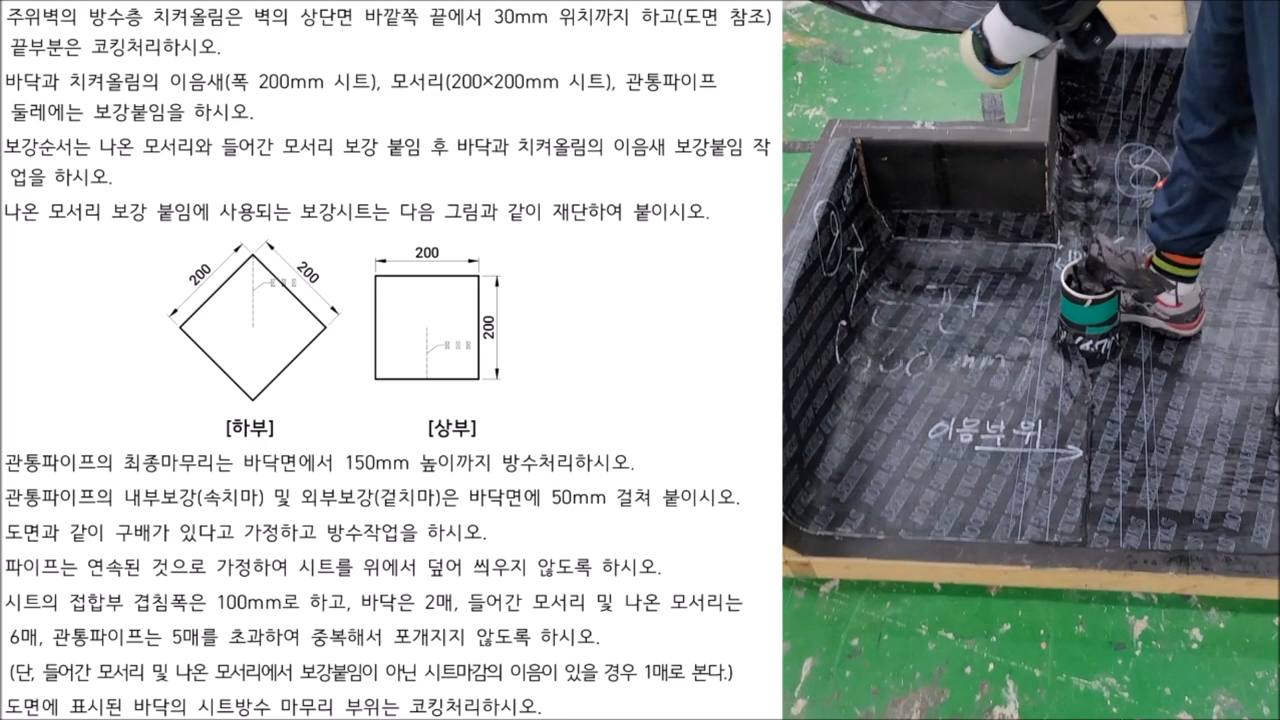 주위벽의 방수층 치켜올림은 벽의 상단면 바깥쪽 끝에서 30mm 위치까지 하고(도면 참조)
끝부분은 코킹처리하시오.
바닥과 치켜올림의 이음새(폭 200mm 시트), 모서리(200×200mm 시트), 관통파이프
둘레에는 보강붙임을 하시오.
보강순서는 나온 모서리와 들어간 모서리 보강 붙임 후 바닥과 치켜올림의 이음새 보강붙임 작
업을 하시오.
나온 모서리 보강 붙임에 사용되는 보강시트는 다음 그림과 같이 재단하여 붙이시오.
200 200
200
200
[하부] [상부]
관통파이프의 최종마무리는 바닥면에서 150mm 높이까지 방수처리하시오.
관통파이프의 내부보강(속치마) 및 외부보강(겉치마)은 바닥면에 50mm 걸쳐 붙이시오.
도면과 같이 구배가 있다고 가정하고 방수작업을 하시오.
파이프는 연속된 것으로 가정하여 시트를 위에서 덮어 씌우지 않도록 하시오.
시트의 접합부 겹침폭은 100mm로 하고, 바닥은 2매, 들어간 모서리 및 나온 모서리는
6매, 관통파이프는 5매를 초과하여 중복해서 포개지지 않도록 하시오.
(단, 들어간 모서리 및 나온 모서리에서 보강붙임이 아닌 시트마감의 이음이 있을 경우 1매로 본다.)
도면에 표시된 바닥의 시트방수 마무리 부위는 코킹처리하시오.
8
이음부위